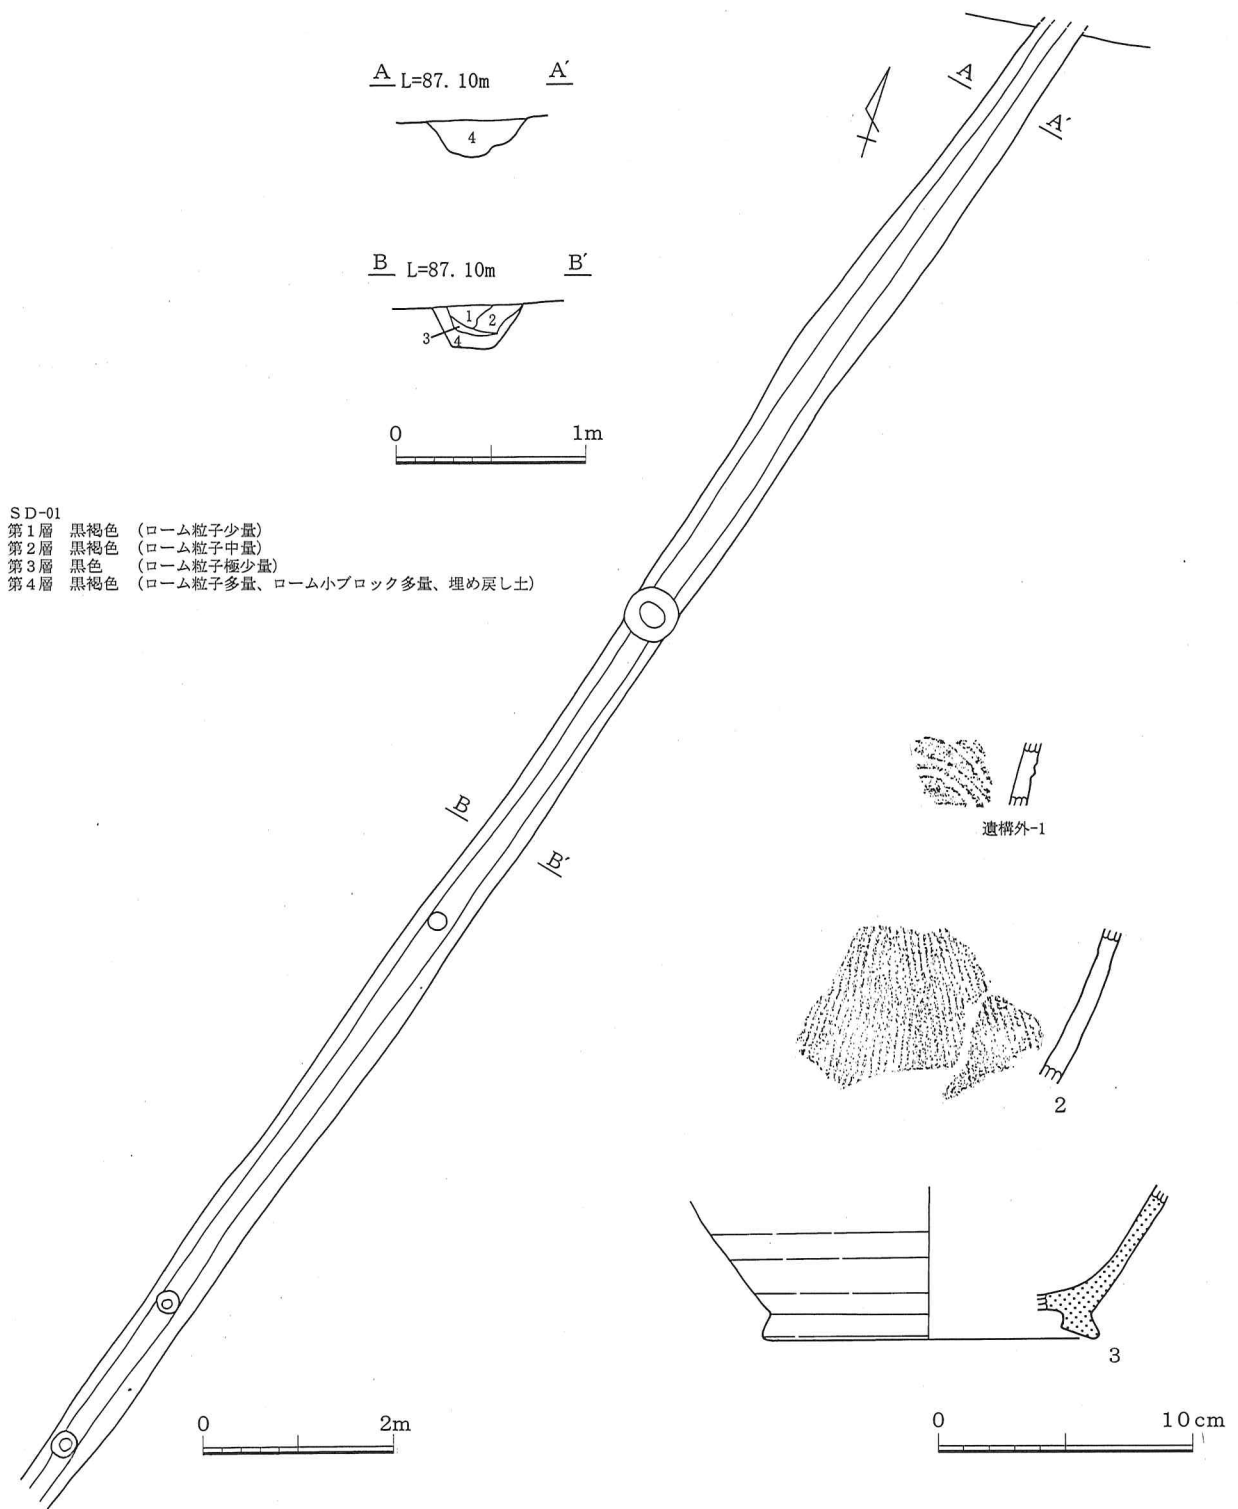 A L=87.10m A′
4
B L=87.10m B′
1 2
3 4
0 1m
SD-01
第1層 黒褐色 (ローム粒子少量)
第2層 黒褐色 (ローム粒子中量)
第3層 黒色 (ローム粒子極少量)
第4層 黒褐色 (ローム粒子多量、ローム小ブロック多量、埋め戻し土)
A
A′
B
B′
遺構外-1
2
3
0 2m
0 10cm